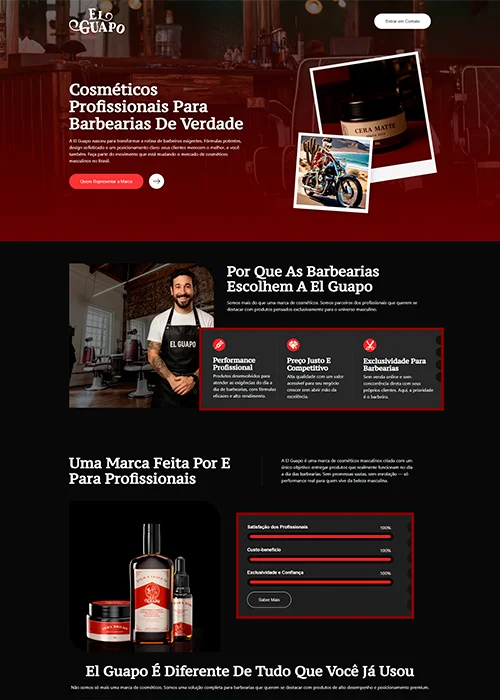 EL GUAPO
Entrar em Contato
Cosméticos
Profissionais Para
Barbearias De Verdade
A El Guapo nasceu para transformar a rotina de barbearias exigentes. Fórmulas potentes,
design sofisticado e um posicionamento claro: seus clientes merecem o melhor, e você
também. Faça parte do movimento que está mudando o mercado de cosméticos
masculinos no Brasil.
Quero Representar a Marca
CERA MATTE
Por Que As Barbearias
Escolhem A El Guapo
Somos mais do que uma marca de cosméticos. Somos parceiros dos profissionais que querem se
destacar com produtos pensados exclusivamente para o universo masculino.
EL GUAPO
Performance
Profissional
Produtos desenvolvidos para
atender as exigências do dia a
dia de barbearias, com fórmulas
eficazes e alto rendimento.
Preço Justo E
Competitivo
Alta qualidade com um valor
acessível para seu negócio
crescer sem abrir mão da
excelência.
Exclusividade Para
Barbearias
Sem venda online e sem
concorrência direta com seus
próprios clientes. Aqui, a prioridade
é o barbeiro.
Uma Marca Feita Por E
Para Profissionais
A El Guapo é uma marca de cosméticos masculinos criada com um
único objetivo: entregar produtos que realmente funcionam no dia
a dia das barbearias. Sem promessas vazias, sem enrolação — só
performance real para quem vive da beleza masculina.
Satisfação dos Profissionais 100%
Custo-benefício 100%
Exclusividade e Confiança 100%
Saber Mais
El Guapo É Diferente De Tudo Que Você Já Usou
Não somos só mais uma marca de cosméticos. Somos uma solução completa para barbearias que querem se destacar com produtos de alto desempenho e posicionamento premium.